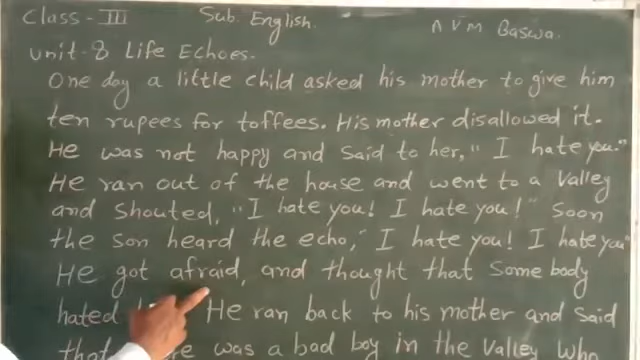 Class - III Sub. English. A V M Baswa.
Unit - 8 Life Echoes.
One day a little child asked his mother to give him
ten rupees for toffees. His mother disallowed it.
He was not happy and said to her, "I hate you."
He ran out of the house and went to a Valley
and shouted, "I hate you! I hate you!" Soon
the son heard the echo, "I hate you! I hate you"
He got afraid, and thought that some body
hated He ran back to his mother and said
that was a bad boy in the Valley who